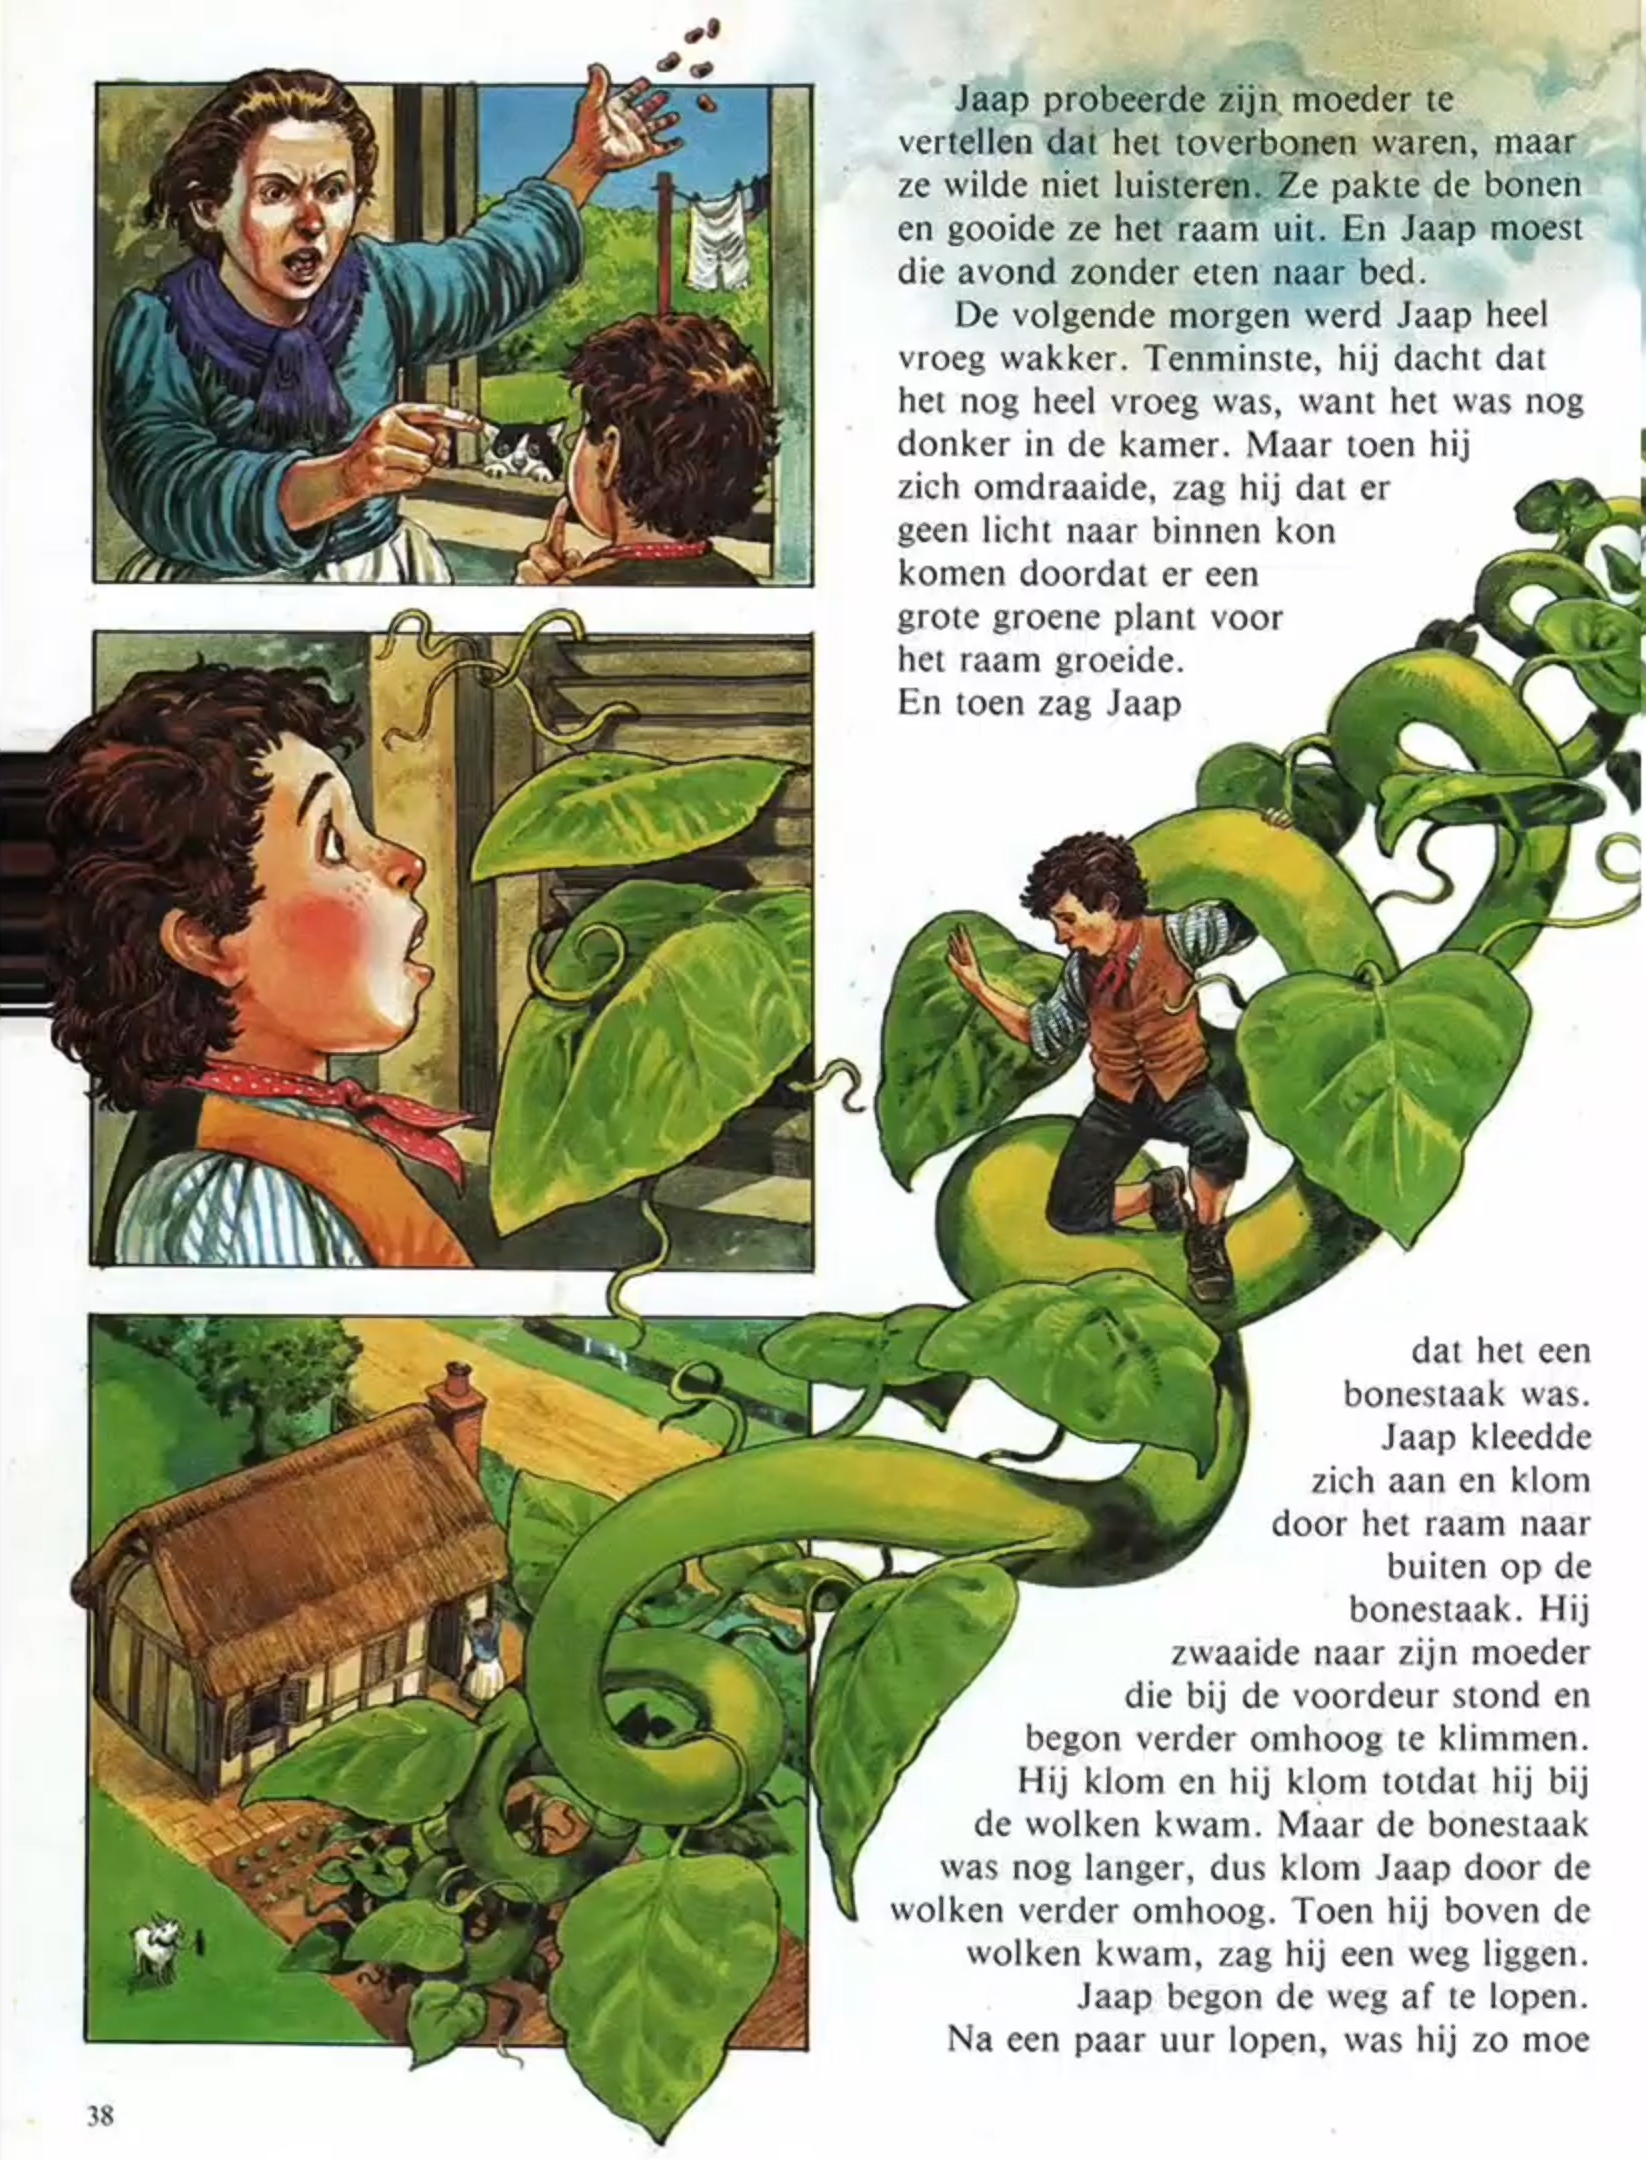 Jaap probeerde zijn moeder te
vertellen dat het toverbonen waren, maar
ze wilde niet luisteren. Ze pakte de bonen
en gooide ze het raam uit. En Jaap moest
die avond zonder eten naar bed.
De volgende morgen werd Jaap heel
vroeg wakker. Tenminste, hij dacht dat
het nog heel vroeg was, want het was nog
donker in de kamer. Maar toen hij
zich omdraaide, zag hij dat er
geen licht naar binnen kon
komen doordat er een
grote groene plant voor
het raam groeide.
En toen zag Jaap
dat het een
bonestaak was.
Jaap kleedde
zich aan en klom
door het raam naar
buiten op de
bonestaak. Hij
zwaaide naar zijn moeder
die bij de voordeur stond en
begon verder omhoog te klimmen.
Hij klom en hij klom totdat hij bij
de wolken kwam. Maar de bonestaak
was nog langer, dus klom Jaap door de
wolken verder omhoog. Toen hij boven de
wolken kwam, zag hij een weg liggen.
Jaap begon de weg af te lopen.
Na een paar uur lopen, was hij zo moe
38